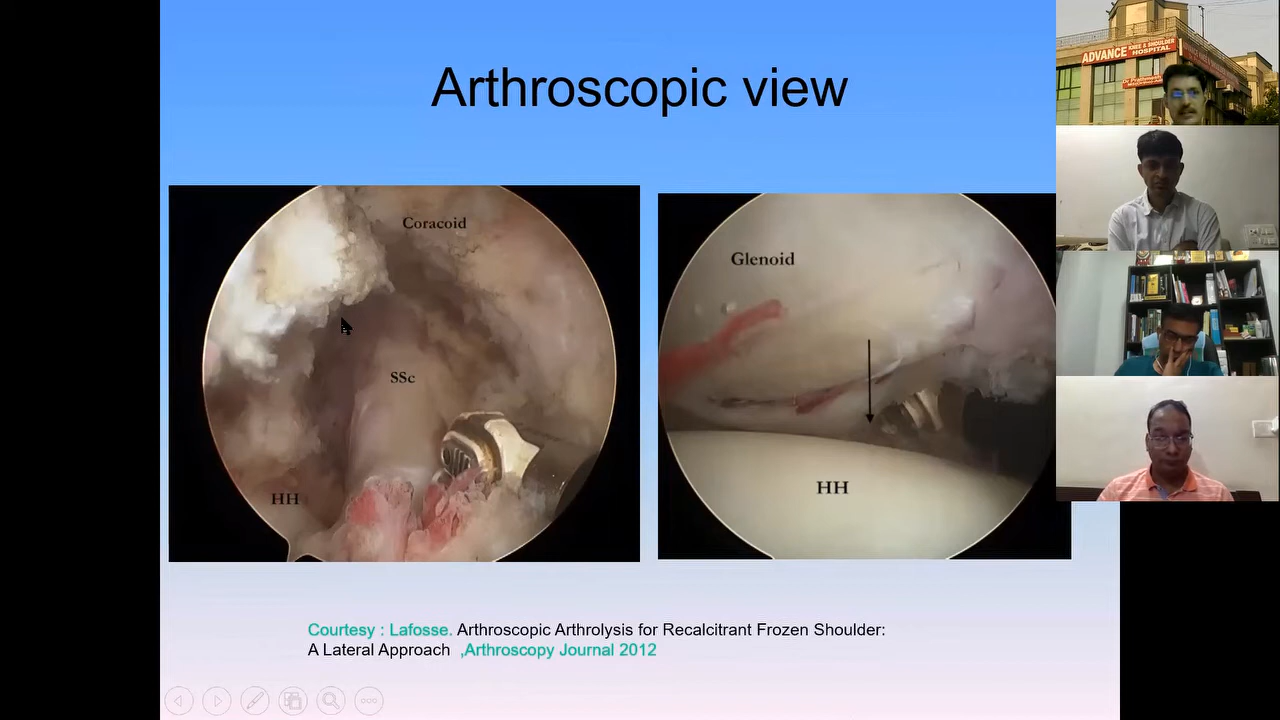 Arthroscopic view
Coracoid
SSc
HH
Glenoid
HH
Courtesy : Lafosse. Arthroscopic Arthrolysis for Recalcitrant Frozen Shoulder:
A Lateral Approach ,Arthroscopy Journal 2012
ADVANCE KNEE & SHOULDER
HOSPITAL